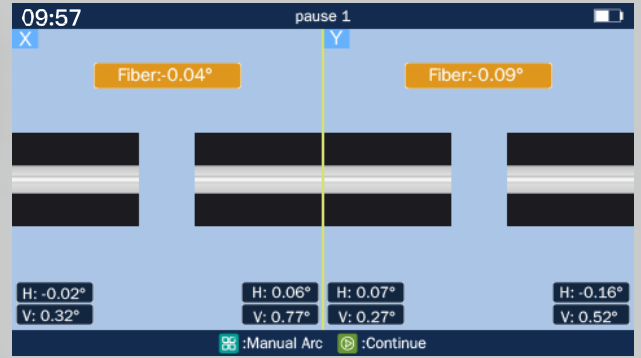 09:57 pause 1
X Y
Fiber:-0.04° Fiber:-0.09°
H: -0.02° H: 0.06° H: 0.07° H: -0.16°
V: 0.32° V: 0.77° V: 0.27° V: 0.52°
:Manual Arc :Continue